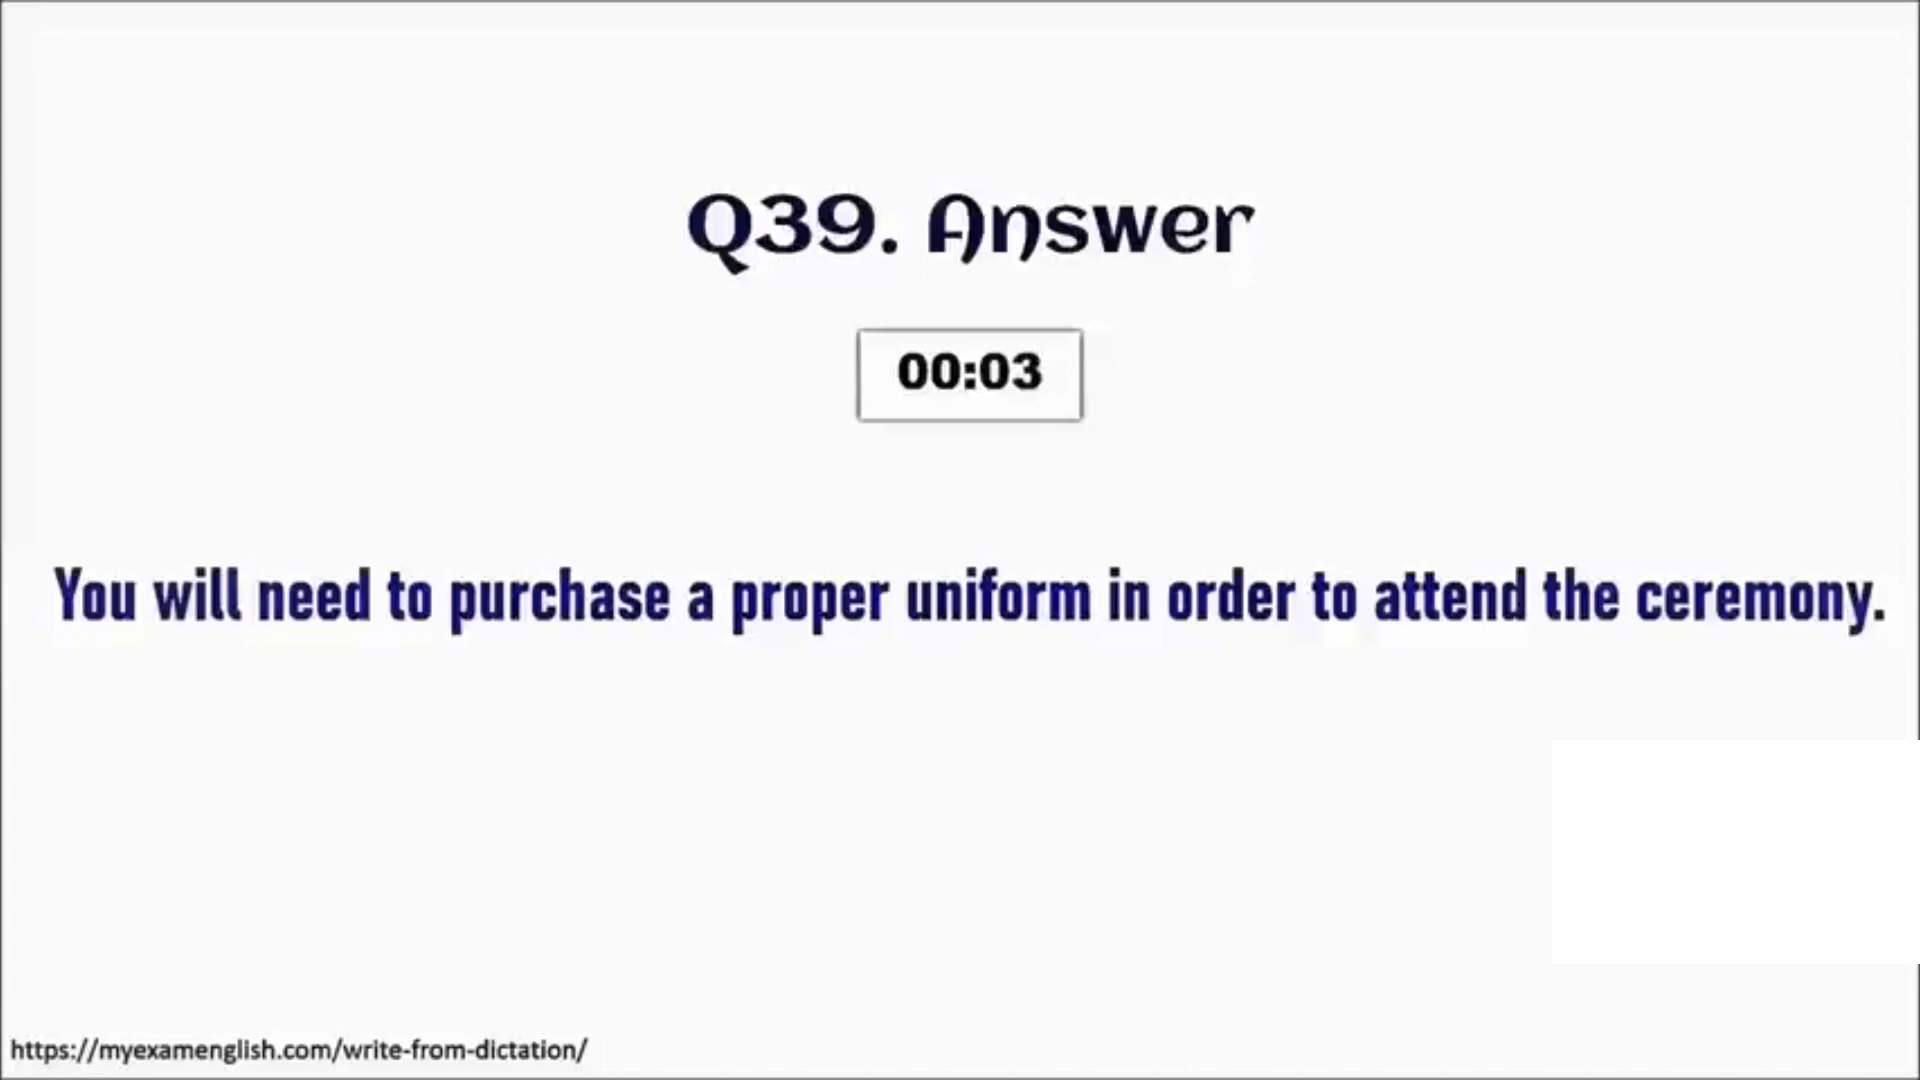 Q39. Answer
00:03
You will need to purchase a proper uniform in order to attend the ceremony.
https://myexamenglish.com/write-from-dictation/